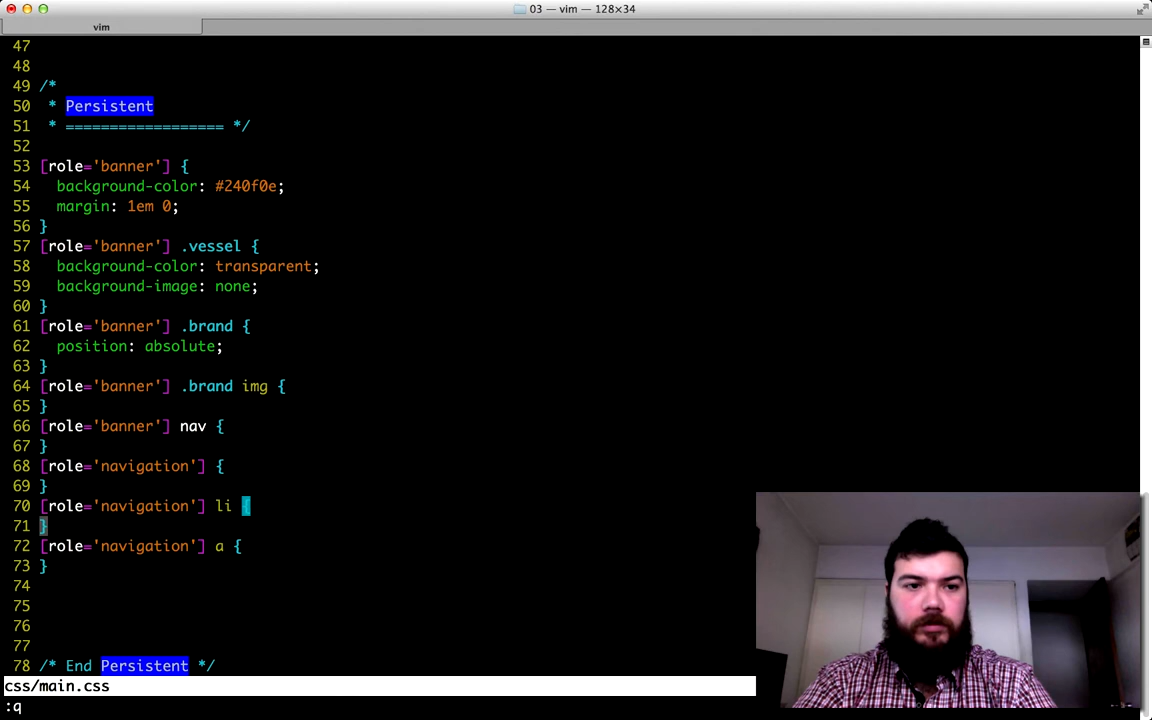 03 — vim — 128×34
vim
47
48
49 /*
50  * Persistent
51  * ================== */
52
53 [role='banner'] {
54   background-color: #240f0e;
55   margin: 1em 0;
56 }
57 [role='banner'] .vessel {
58   background-color: transparent;
59   background-image: none;
60 }
61 [role='banner'] .brand {
62   position: absolute;
63 }
64 [role='banner'] .brand img {
65 }
66 [role='banner'] nav {
67 }
68 [role='navigation'] {
69 }
70 [role='navigation'] li {
71 }
72 [role='navigation'] a {
73 }
74
75
76
77
78 /* End Persistent */
css/main.css
:q